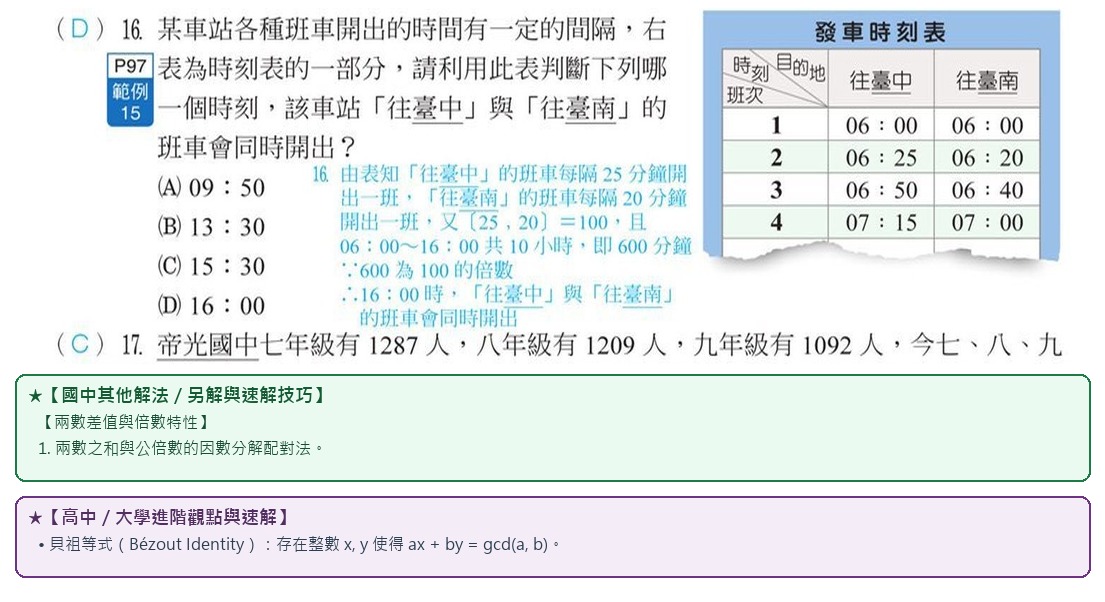 （D）16. 某車站各種班車開出的時間有一定的間隔，右
P97
範例
15
表為時刻表的一部分，請利用此表判斷下列哪
一個時刻，該車站「往臺中」與「往臺南」的
班車會同時開出？
(A) 09：50
(B) 13：30
(C) 15：30
(D) 16：00
16. 由表知「往臺中」的班車每隔 25 分鐘開
出一班，「往臺南」的班車每隔 20 分鐘
開出一班，又〔25 , 20〕＝100，且
06：00～16：00 共 10 小時，即 600 分鐘
∵600 為 100 的倍數
∴16：00 時，「往臺中」與「往臺南」
的班車會同時開出
發車時刻表
時刻 目的地 班次 往臺中 往臺南
1 06：00 06：00
2 06：25 06：20
3 06：50 06：40
4 07：15 07：00
（C）17. 帝光國中七年級有 1287 人，八年級有 1209 人，九年級有 1092 人，今七、八、九
★【國中其他解法 / 另解與速解技巧】
【兩數差值與倍數特性】
1. 兩數之和與公倍數的因數分解配對法。
★【高中 / 大學進階觀點與速解】
• 貝祖等式（Bézout Identity）：存在整數 x, y 使得 ax + by = gcd(a, b)。